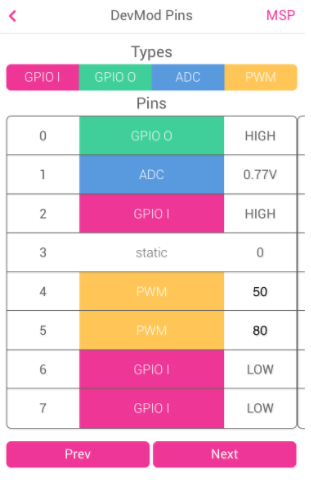 DevMod Pins MSP
Types
GPIO I GPIO O ADC PWM
Pins
0 GPIO O HIGH
1 ADC 0.77V
2 GPIO I HIGH
3 static 0
4 PWM 50
5 PWM 80
6 GPIO I LOW
7 GPIO I LOW
Prev Next